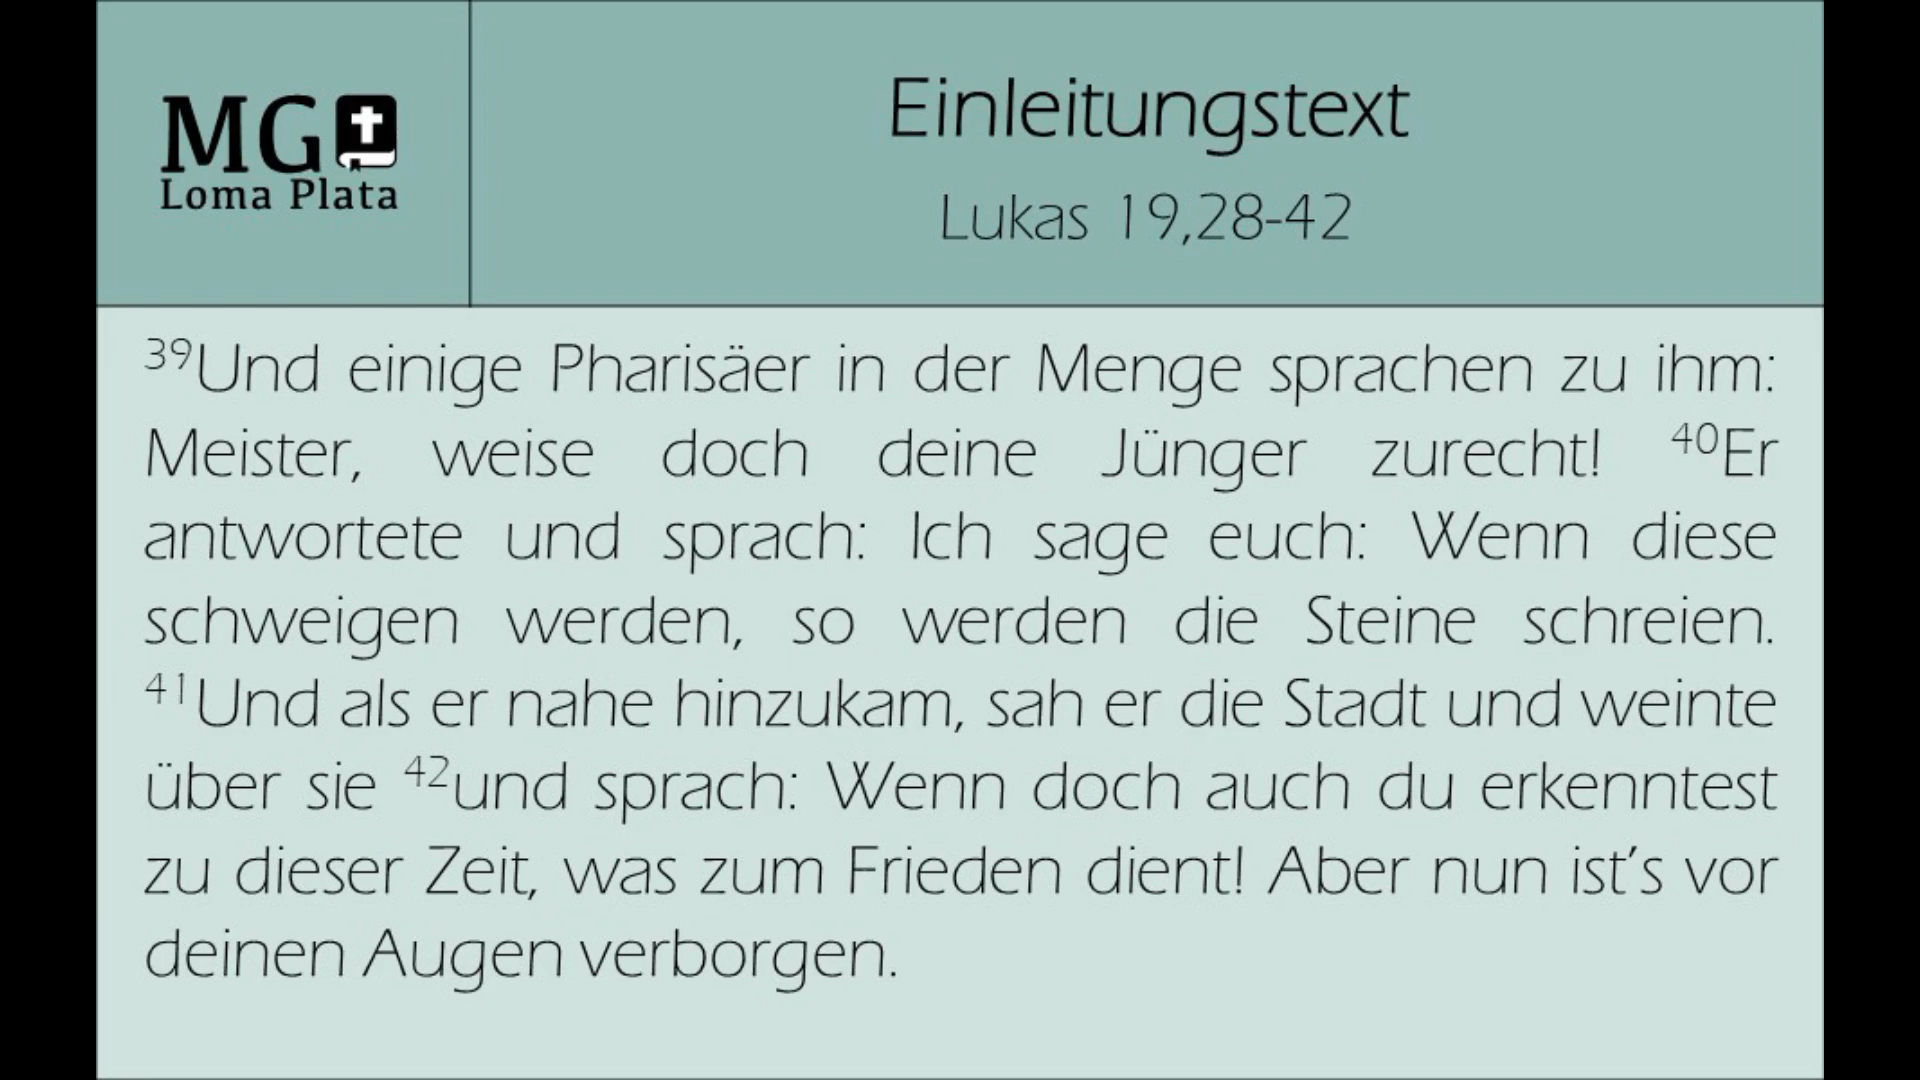 MG
Loma Plata
Einleitungstext
Lukas 19,28-42
³⁹Und einige Pharisäer in der Menge sprachen zu ihm:
Meister, weise doch deine Jünger zurecht! ⁴⁰Er
antwortete und sprach: Ich sage euch: Wenn diese
schweigen werden, so werden die Steine schreien.
⁴¹Und als er nahe hinzukam, sah er die Stadt und weinte
über sie ⁴²und sprach: Wenn doch auch du erkenntest
zu dieser Zeit, was zum Frieden dient! Aber nun ist’s vor
deinen Augen verborgen.